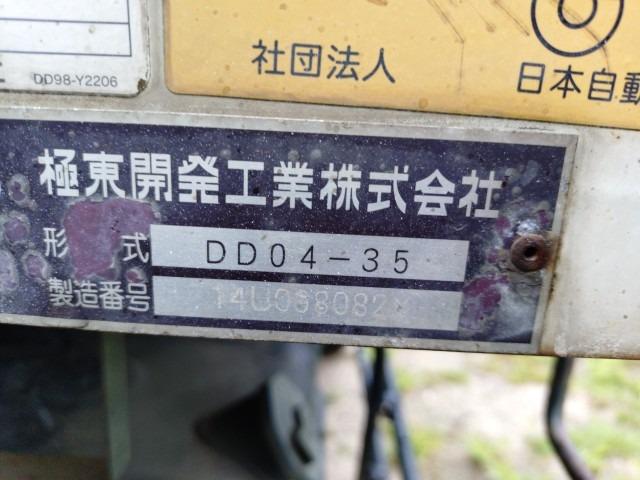 DD98-Y2206
社団法人
日本自動
極東開発工業株式会社
形 式 DD04-35
製造番号